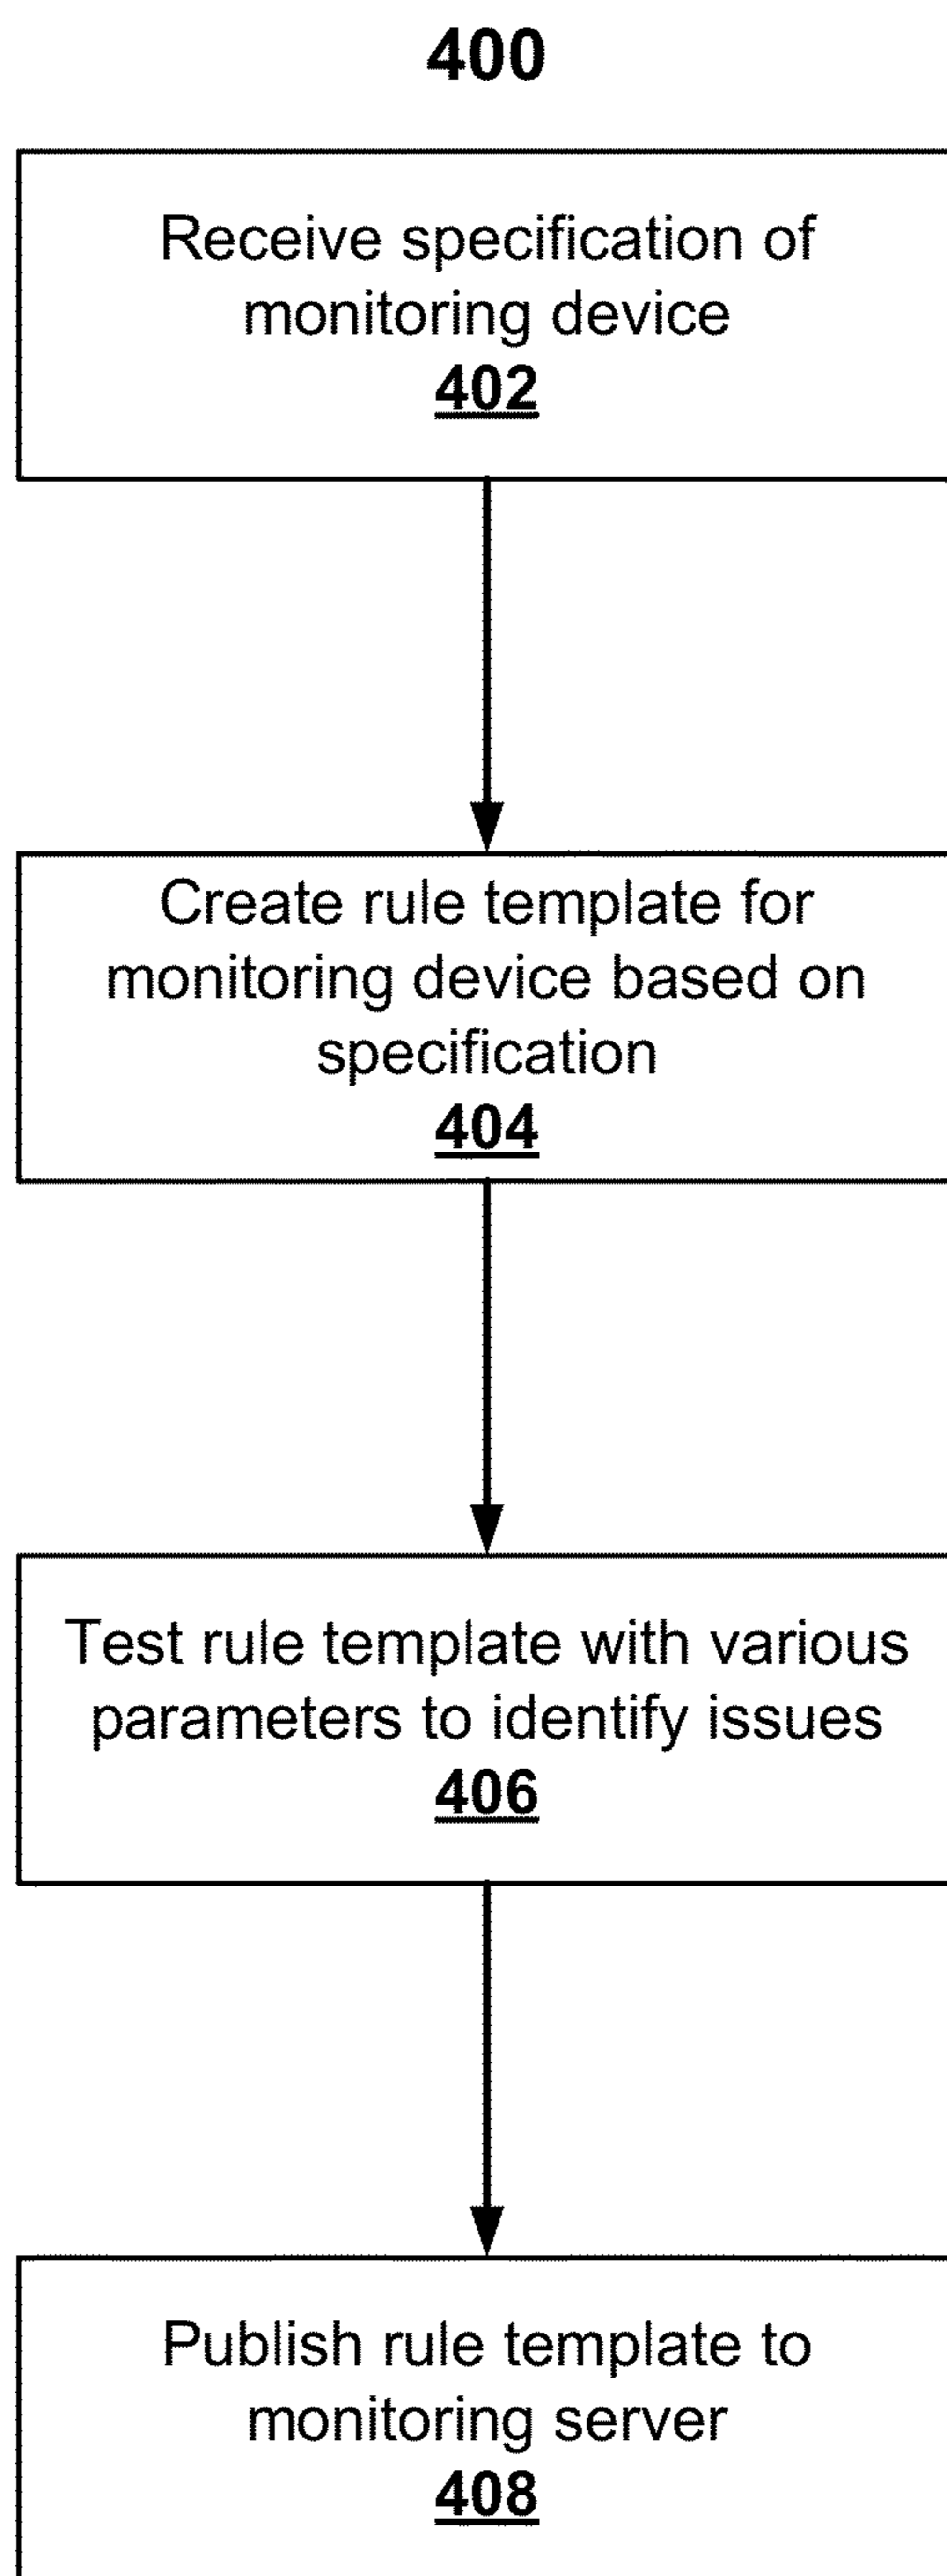 400
Receive specification of
monitoring device
402
Create rule template for
monitoring device based on
specification
404
Test rule template with various
parameters to identify issues
406
Publish rule template to
monitoring server
408